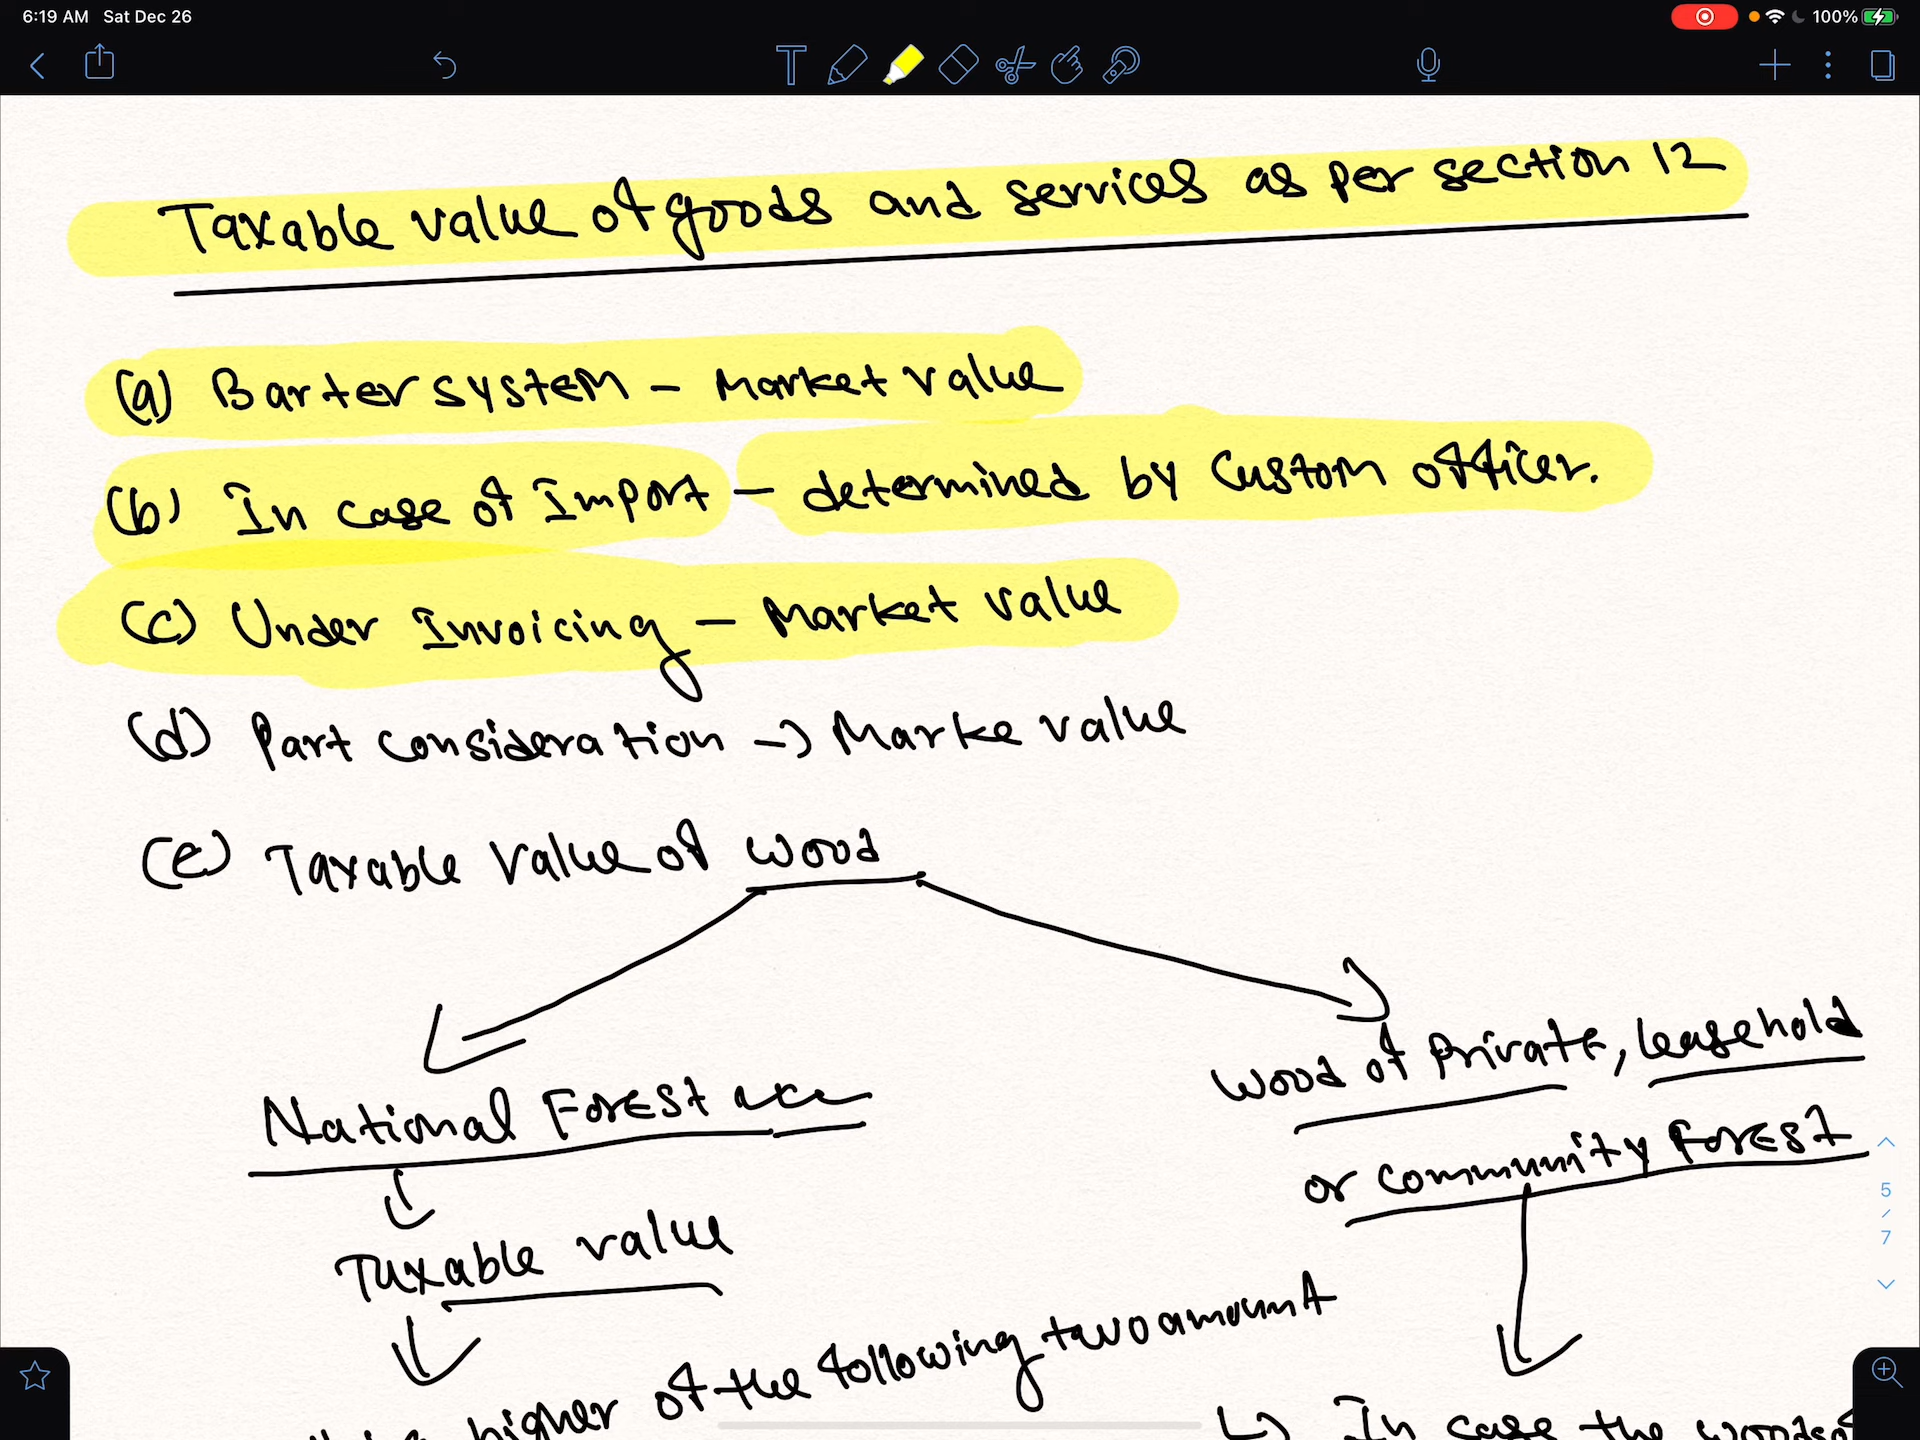 6:19 AM Sat Dec 26
100%
Taxable value of goods and services as per section 12
(a) Barter system - Market value
(b) In case of Import - determined by Custom officer.
(c) Under Invoicing - Market value
(d) Part consideration -> Marke value
(e) Taxable value of wood
National Forest
Taxable value
higher of the following two amount
Wood of Private, leasehold
or community Forest
In case the woods
5
/
7